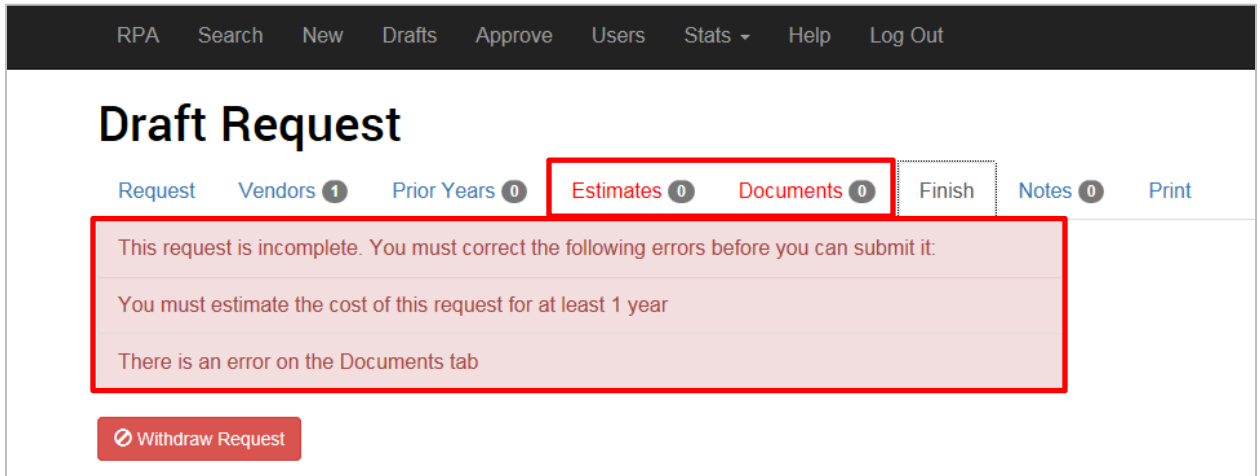 RPA Search New Drafts Approve Users Stats Help Log Out
Draft Request
Request Vendors 1 Prior Years 0 Estimates 0 Documents 0 Finish Notes 0 Print
This request is incomplete. You must correct the following errors before you can submit it:
You must estimate the cost of this request for at least 1 year
There is an error on the Documents tab
Withdraw Request